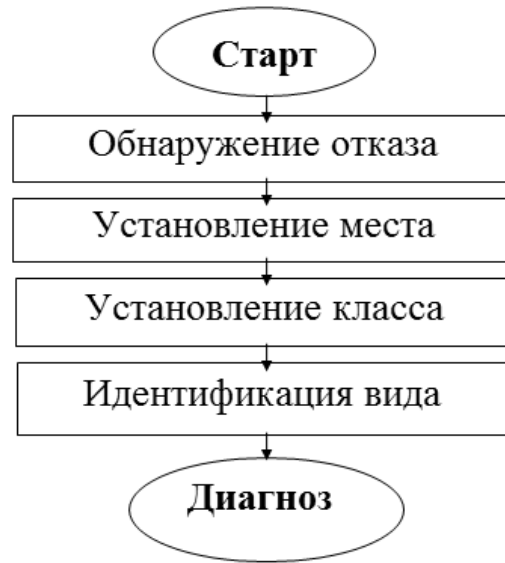 Старт
Обнаружение отказа
Установление места
Установление класса
Идентификация вида
Диагноз